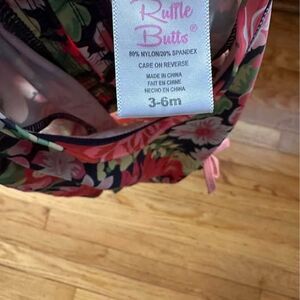 Ruffle
Butts®
80% NYLON/20% SPANDEX
CARE ON REVERSE
MADE IN CHINA
FAIT EN CHINE
HECHO EN CHINA
3-6m